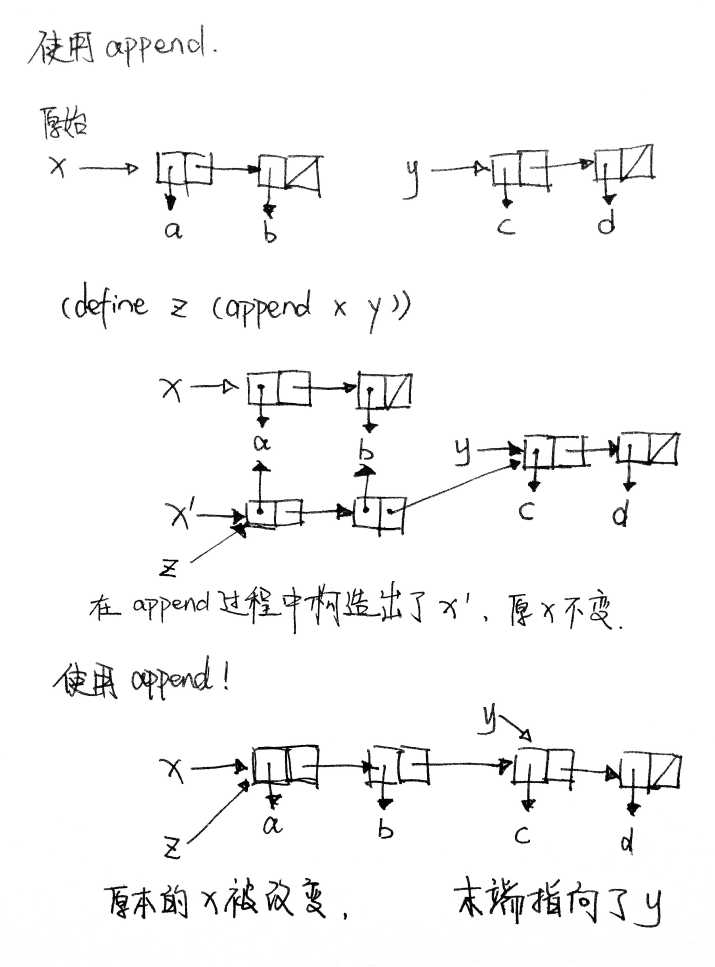 使用 append.
原始
x y
a b c d
(define z (append x y))
x
a b y
x' c d
z
在 append 过程中构造出了 x', 原 x 不变.
使用 append!
y
x
a b c d
z
原本的 x 被改变, 末端指向了 y